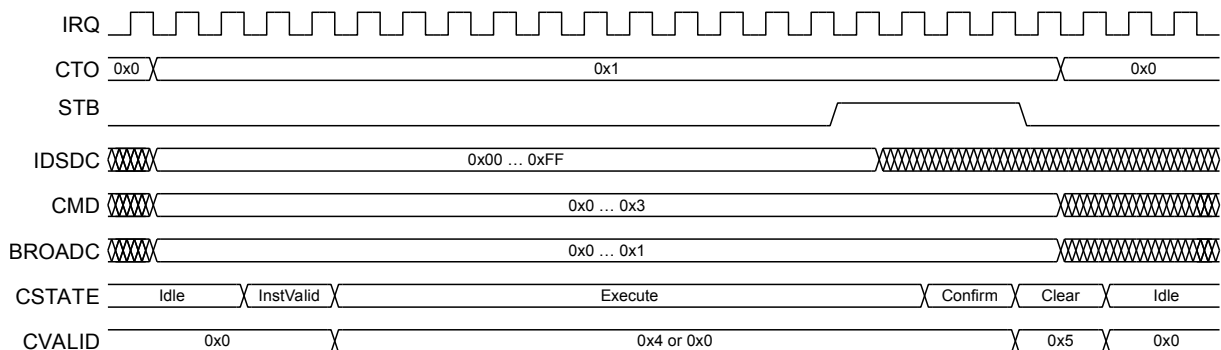 IRQ
CTO 0x0 0x1 0x0
STB
IDSDC 0x00 … 0xFF
CMD 0x0 … 0x3
BROADC 0x0 … 0x1
CSTATE Idle InstValid Execute Confirm Clear Idle
CVALID 0x0 0x4 or 0x0 0x5 0x0